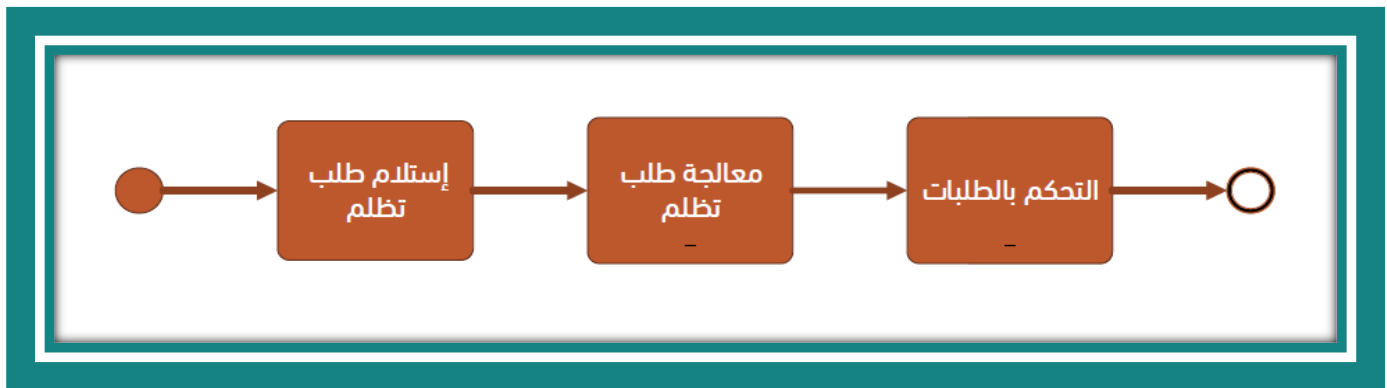 إستلام طلب
تظلم
معالجة طلب
تظلم
_
التحكم بالطلبات
_